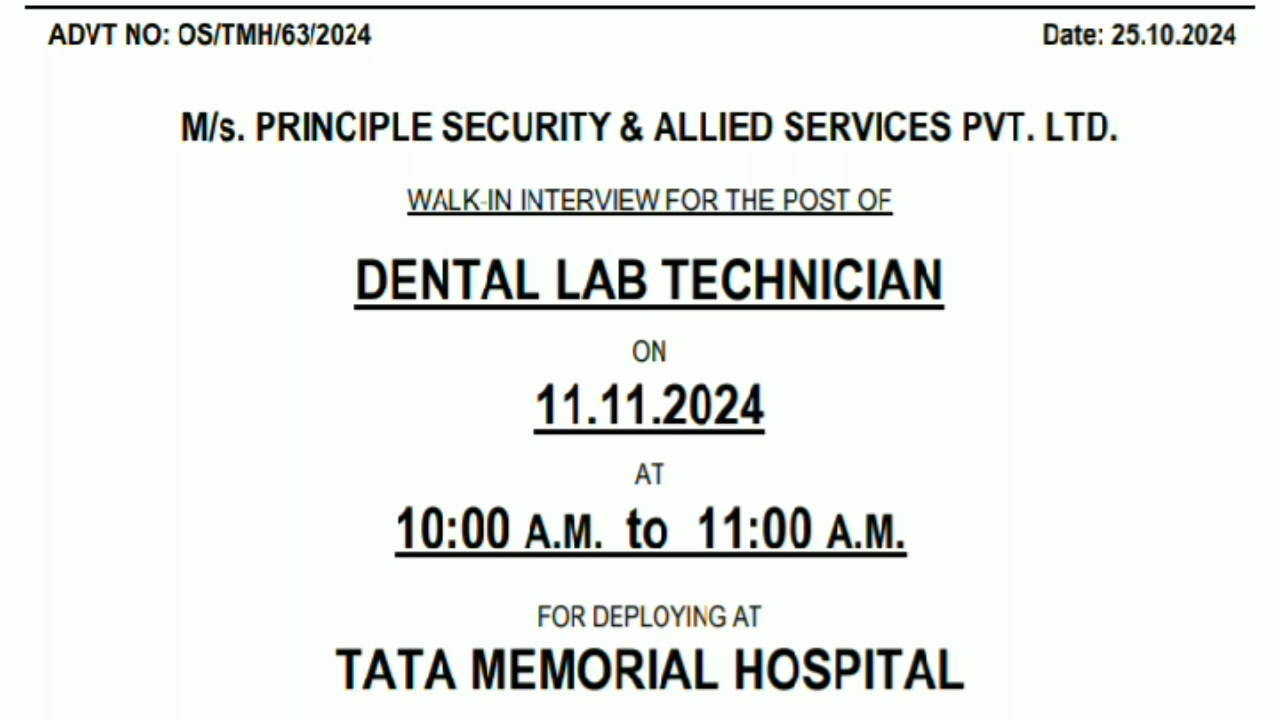 ADVT NO: OS/TMH/63/2024 Date: 25.10.2024
M/s. PRINCIPLE SECURITY & ALLIED SERVICES PVT. LTD.
WALK-IN INTERVIEW FOR THE POST OF
DENTAL LAB TECHNICIAN
ON
11.11.2024
AT
10:00 A.M. to 11:00 A.M.
FOR DEPLOYING AT
TATA MEMORIAL HOSPITAL